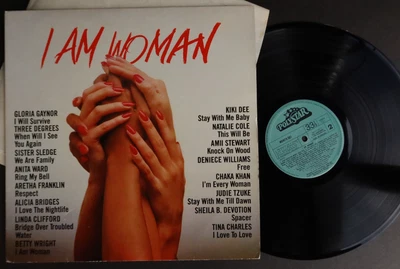 I AM WOMAN
GLORIA GAYNOR
I Will Survive
THREE DEGREES
When Will I See
You Again
SISTER SLEDGE
We Are Family
ANITA WARD
Ring My Bell
ARETHA FRANKLIN
Respect
ALICIA BRIDGES
I Love The Nightlife
LINDA CLIFFORD
Bridge Over Troubled
Water
BETTY WRIGHT
I Am Woman
KIKI DEE
Stay With Me Baby
NATALIE COLE
This Will Be
AMII STEWART
Knock On Wood
DENIECE WILLIAMS
Free
CHAKA KHAN
I'm Every Woman
JUDIE TZUKE
Stay With Me Till Dawn
SHEILA B. DEVOTION
Spacer
TINA CHARLES
I Love To Love
POLYSTAR
33
2